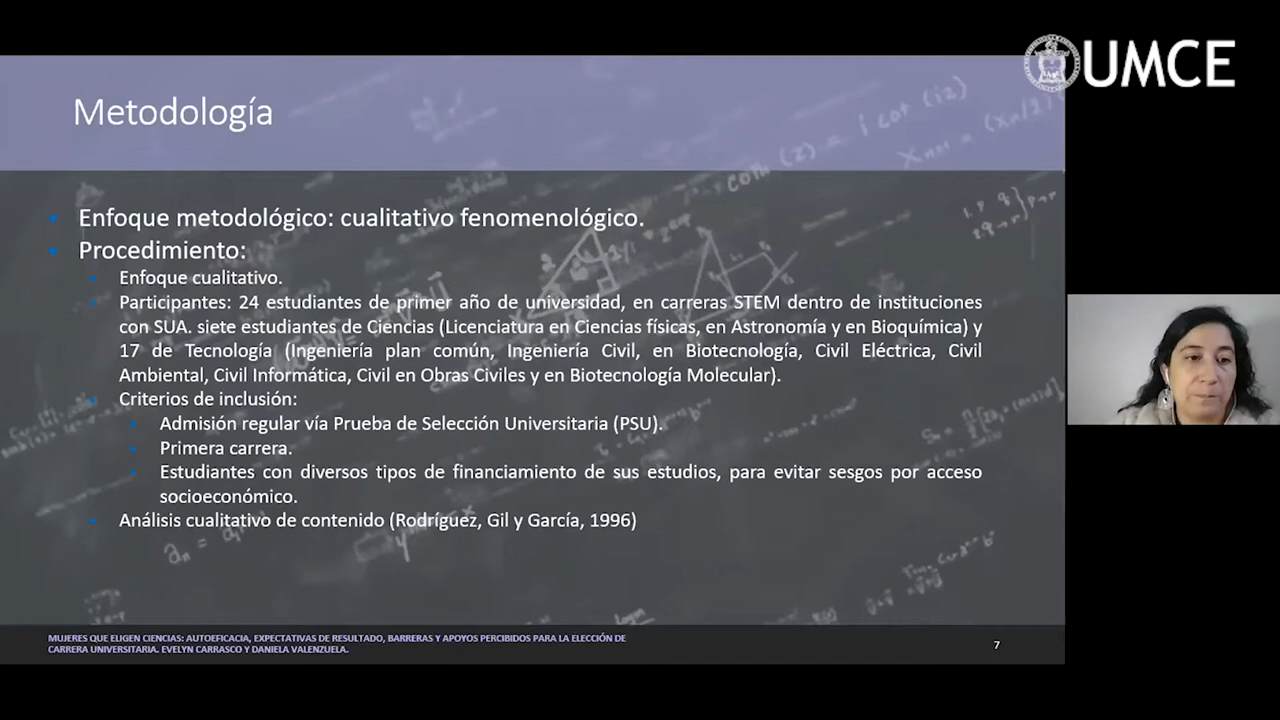 UMCE
Metodología
Enfoque metodológico: cualitativo fenomenológico.
Procedimiento:
Enfoque cualitativo.
Participantes: 24 estudiantes de primer año de universidad, en carreras STEM dentro de instituciones
con SUA. siete estudiantes de Ciencias (Licenciatura en Ciencias físicas, en Astronomía y en Bioquímica) y
17 de Tecnología (Ingeniería plan común, Ingeniería Civil, en Biotecnología, Civil Eléctrica, Civil
Ambiental, Civil Informática, Civil en Obras Civiles y en Biotecnología Molecular).
Criterios de inclusión:
Admisión regular vía Prueba de Selección Universitaria (PSU).
Primera carrera.
Estudiantes con diversos tipos de financiamiento de sus estudios, para evitar sesgos por acceso
socioeconómico.
Análisis cualitativo de contenido (Rodríguez, Gil y García, 1996)
MUJERES QUE ELIGEN CIENCIAS: AUTOEFICACIA, EXPECTATIVAS DE RESULTADO, BARRERAS Y APOYOS PERCIBIDOS PARA LA ELECCIÓN DE
CARRERA UNIVERSITARIA. EVELYN CARRASCO Y DANIELA VALENZUELA.
7